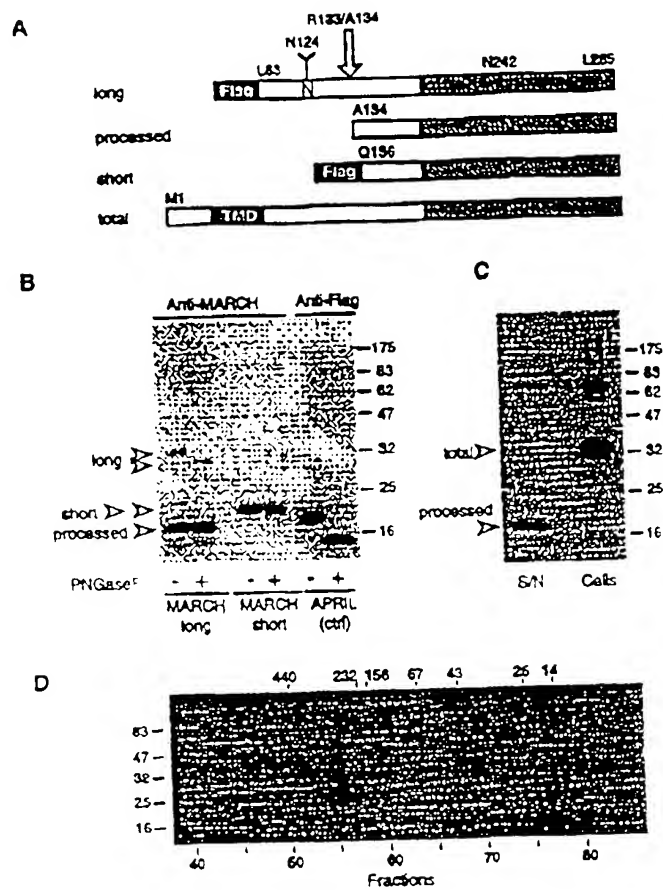 A
R133/A134
N124
L83
N242
L285
long
Flag
N
A134
processed
Q136
short
Flag
M1
total
TMD
B
Anti-MARCH
Anti-Flag
175
83
62
47
long
32
25
short
processed
16
PNGaseF
- + - + - +
MARCH
long
MARCH
short
APRIL
(ctrl)
C
175
83
62
47
total
32
25
processed
16
S/N
Cells
D
440 232 156 67 43 25 14
83
47
32
25
16
40 50 60 70 80
Fractions